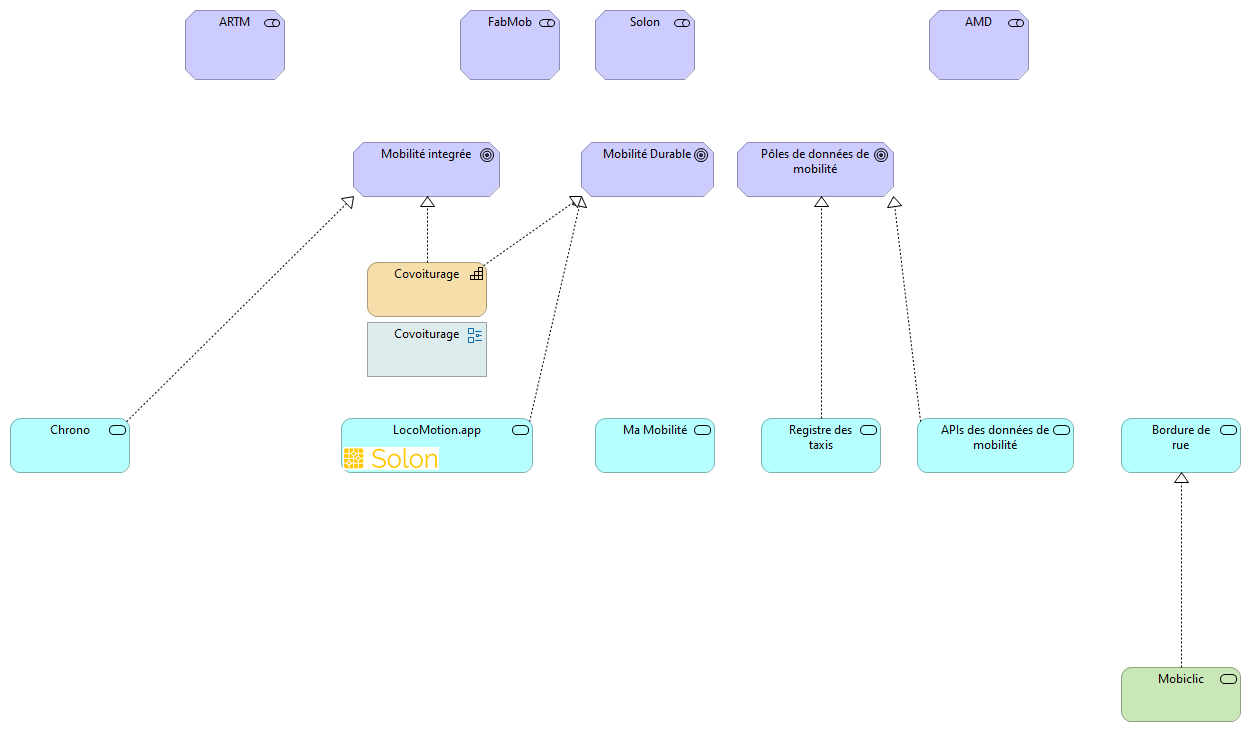 ARTM
FabMob
Solon
AMD
Mobilité integrée
Mobilité Durable
Pôles de données de
mobilité
Covoiturage
Covoiturage
Chrono
LocoMotion.app
Solon
Ma Mobilité
Registre des
taxis
APIs des données de
mobilité
Bordure de
rue
Mobiclic